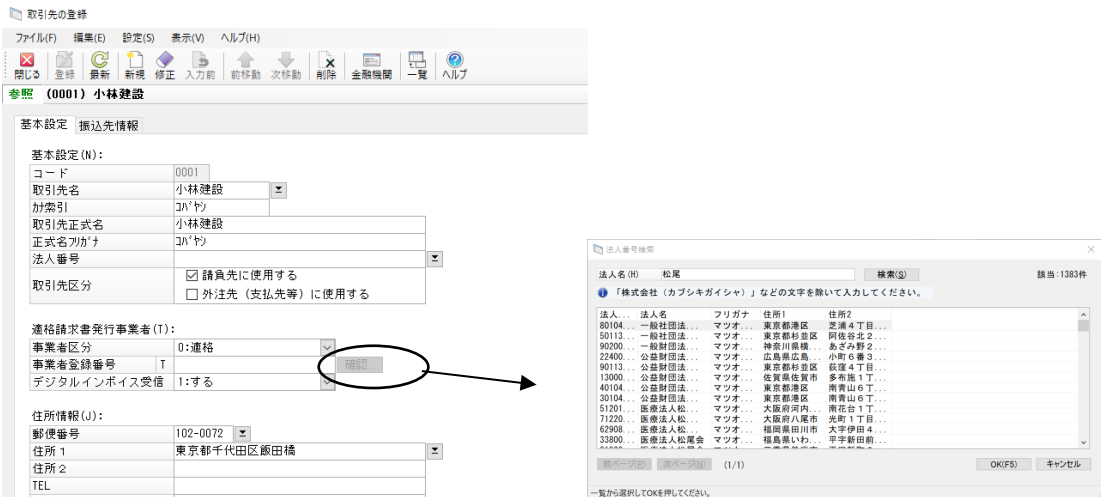 取引先の登録
ファイル(F) 編集(E) 設定(S) 表示(V) ヘルプ(H)
閉じる 登録 最新 新規 修正 入力前 前移動 次移動 削除 金融機関 一覧 ヘルプ
参照 (0001) 小林建設
基本設定 振込先情報
基本設定(N):
コード 0001
取引先名 小林建設
カナ索引 コバヤシ
取引先正式名 小林建設
正式名フリガナ コバヤシ
法人番号
取引先区分
請負先に使用する
外注先（支払先等）に使用する
適格請求書発行事業者(T):
事業者区分 0:適格
事業者登録番号 T 確認...
デジタルインボイス受信 1:する
住所情報(J):
郵便番号 102-0072
住所１ 東京都千代田区飯田橋
住所２
TEL
法人番号検索
法人名(H) 松尾 検索(S) 該当:1383件
「株式会社（カブシキガイシャ）」などの文字を除いて入力してください。
法人... 法人名 フリガナ 住所1 住所2
80104... 一般社団法... マツオ... 東京都港区 芝浦４丁目...
50113... 一般社団法... マツオ... 東京都杉並区 阿佐谷北２...
90200... 一般財団法... マツオ... 神奈川県横... あざみ野２...
22400... 公益財団法... マツオ... 広島県広島... 小町６番３...
90113... 公益財団法... マツオ... 東京都杉並区 荻窪４丁目...
13000... 公益財団法... マツオ... 佐賀県佐賀市 多布施１丁...
40104... 公益財団法... マツオ... 東京都港区 南青山６丁...
30104... 公益財団法... マツオ... 東京都港区 南青山６丁...
51201... 医療法人松... マツオ... 大阪府河内... 南花台１丁...
71220... 医療法人松... マツオ... 大阪府八尾市 光町１丁目...
62908... 医療法人松... マツオ... 福岡県田川市 大字伊田４...
33800... 医療法人松尾会 マツオ... 福島県いわ... 平字新田前...
前ページ(P) 次ページ(N) (1/1) OK(F5) キャンセル
一覧から選択してOKを押してください。